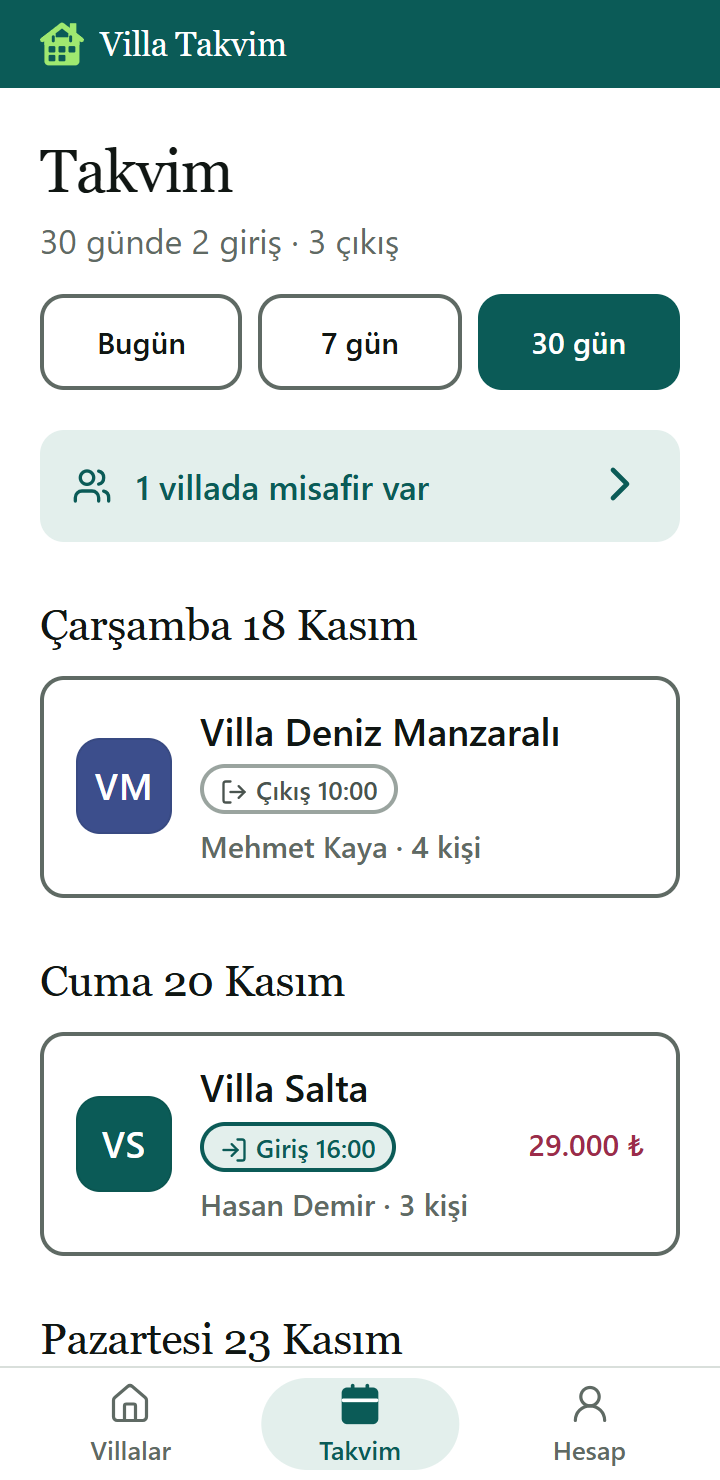 Villa Takvim
Takvim
30 günde 2 giriş · 3 çıkış
Bugün
7 gün
30 gün
1 villada misafir var
Çarşamba 18 Kasım
VM
Villa Deniz Manzaralı
Çıkış 10:00
Mehmet Kaya · 4 kişi
Cuma 20 Kasım
VS
Villa Salta
Giriş 16:00
29.000 ₺
Hasan Demir · 3 kişi
Pazartesi 23 Kasım
Villalar
Takvim
Hesap